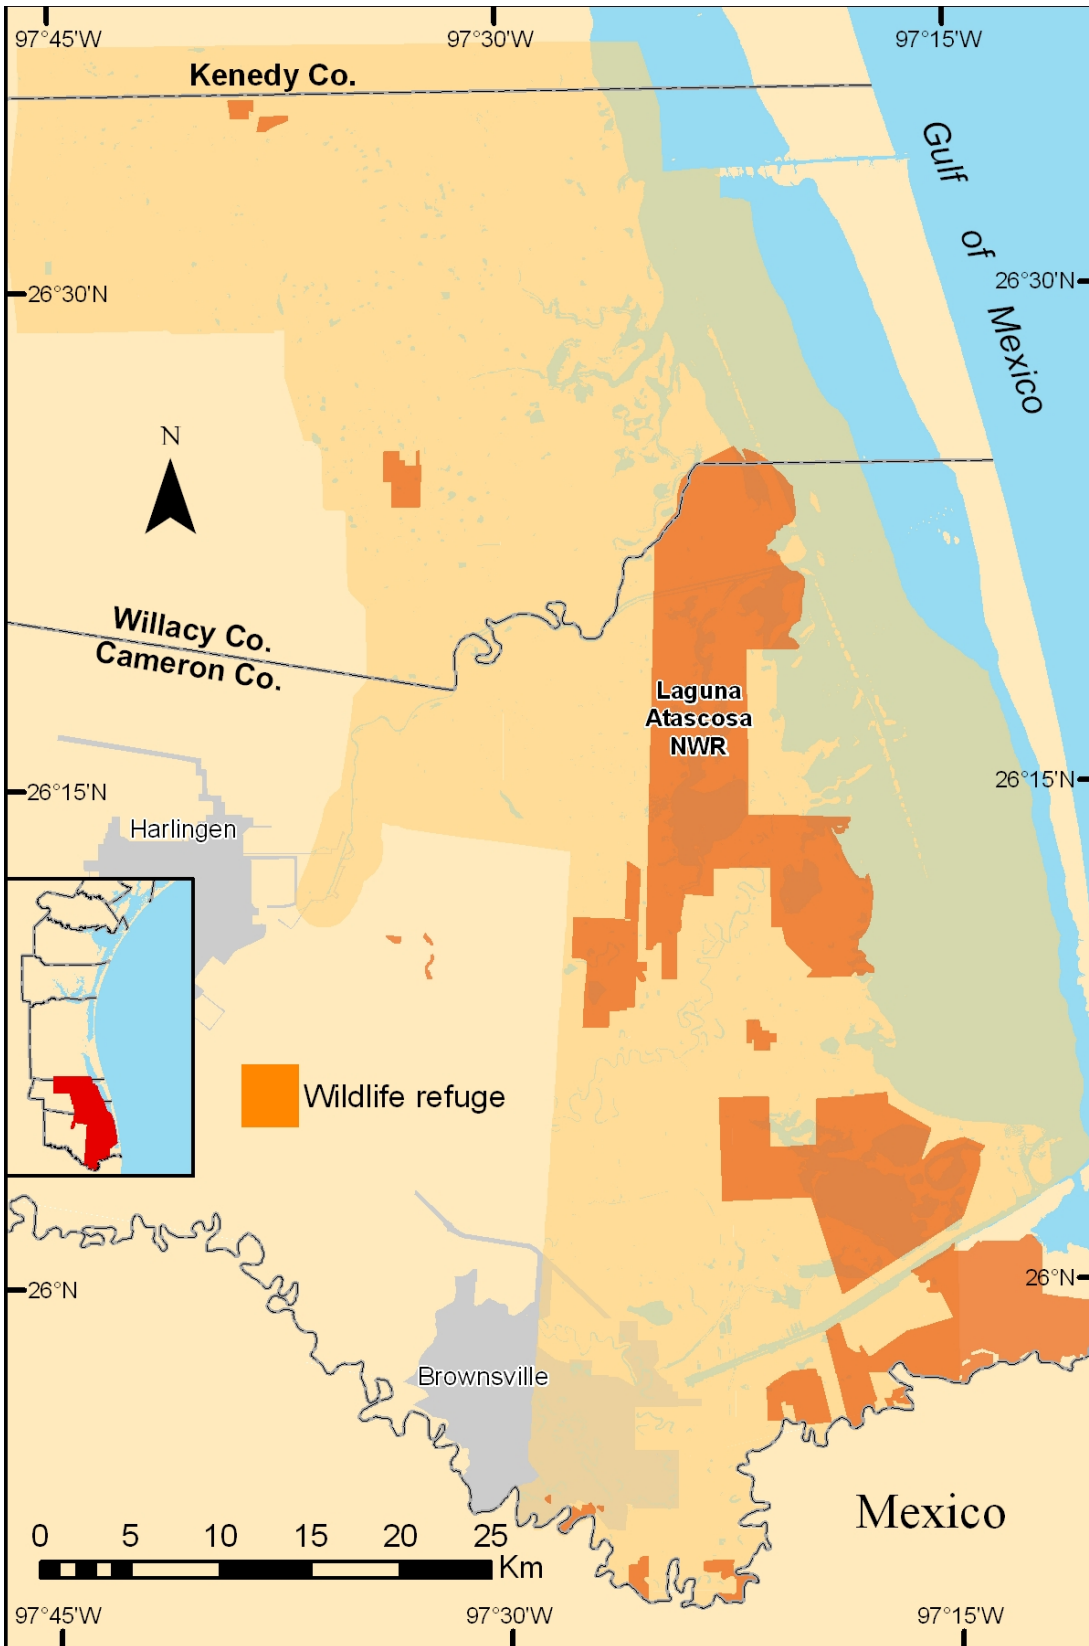 97°45'W
97°30'W
97°15'W
Kenedy Co.
Gulf of Mexico
26°30'N
26°30'N
N
Willacy Co.
Cameron Co.
Laguna
Atascosa
NWR
26°15'N
26°15'N
Harlingen
Wildlife refuge
26°N
26°N
Brownsville
Mexico
0 5 10 15 20 25
Km
97°45'W
97°30'W
97°15'W